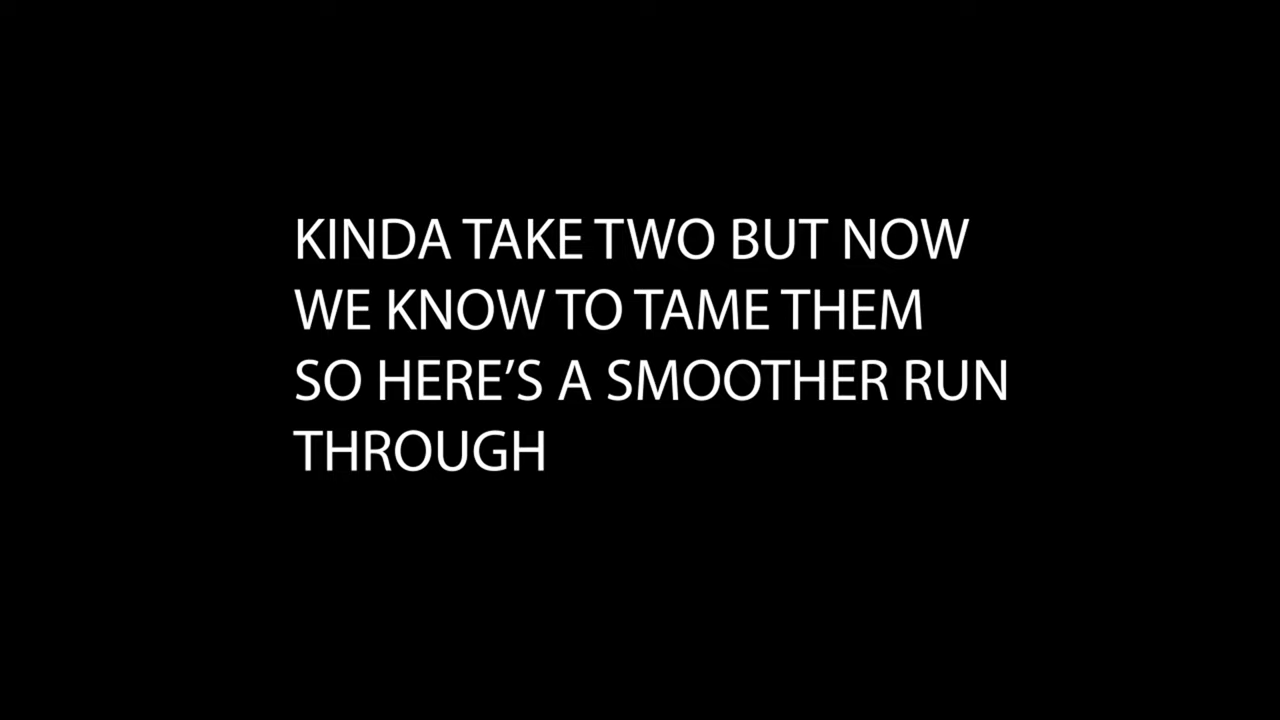 KINDA TAKE TWO BUT NOW
WE KNOW TO TAME THEM
SO HERE’S A SMOOTHER RUN
THROUGH